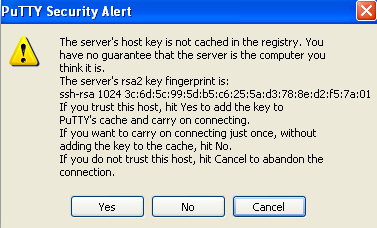 PuTTY Security Alert
The server's host key is not cached in the registry. You
have no guarantee that the server is the computer you
think it is.
The server's rsa2 key fingerprint is:
ssh-rsa 1024 3c:6d:5c:99:5d:b5:c6:25:5a:d3:78:8e:d2:f5:7a:01
If you trust this host, hit Yes to add the key to
PuTTY's cache and carry on connecting.
If you want to carry on connecting just once, without
adding the key to the cache, hit No.
If you do not trust this host, hit Cancel to abandon the
connection.
Yes No Cancel